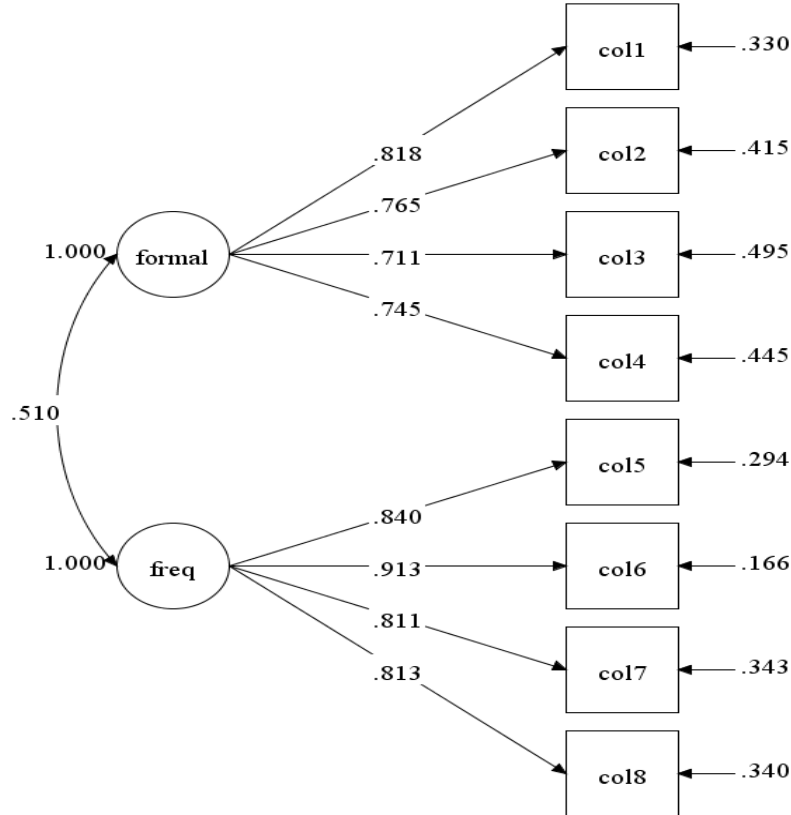 col1
.330
.818
col2
.415
.765
1.000
formal
.711
col3
.495
.745
col4
.445
.510
col5
.294
.840
1.000
freq
.913
col6
.166
.811
col7
.343
.813
col8
.340